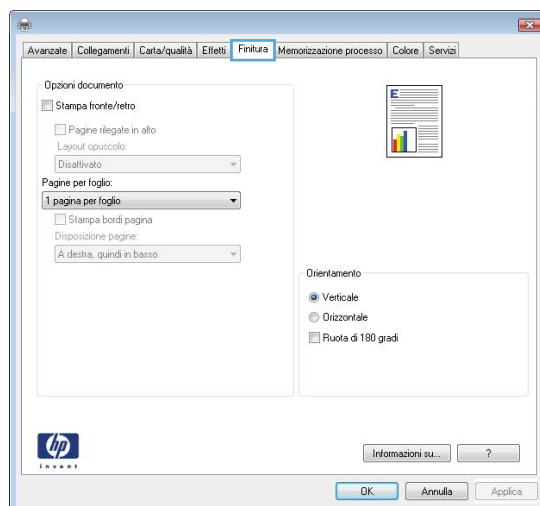 Avanzate Collegamenti Carta/qualità Effetti Finitura Memorizzazione processo Colore Servizi
Opzioni documento
Stampa fronte/retro
Pagine rilegate in alto
Layout opuscolo:
Disattivato
Pagine per foglio:
1 pagina per foglio
Stampa bordi pagina
Disposizione pagine:
A destra, quindi in basso
E
Orientamento
Verticale
Orizzontale
Ruota di 180 gradi
hp
invent
Informazioni su... ?
OK Annulla Applica